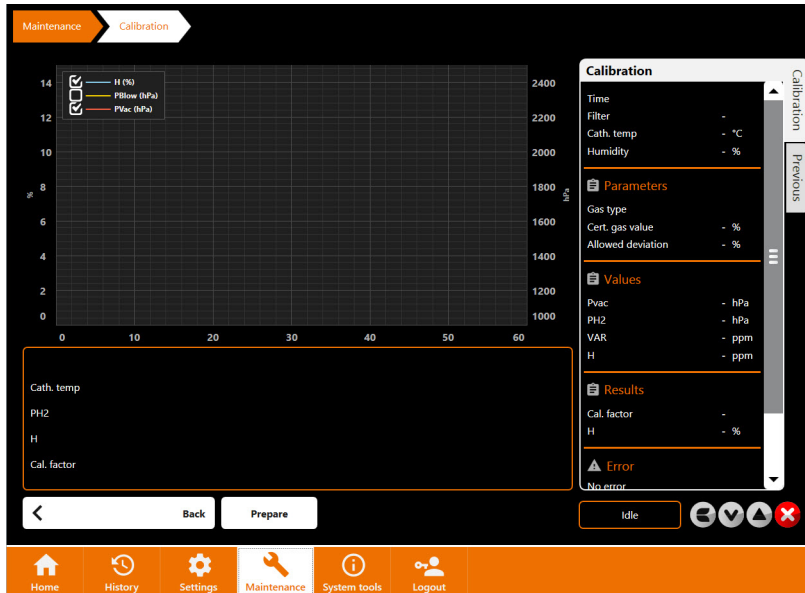 Maintenance
Calibration
H (%)
PBlow (hPa)
PVac (hPa)
14
12
10
8
6
4
2
0
%
2400
2200
2000
1800
1600
1400
1200
1000
hPa
0 10 20 30 40 50 60
Cath. temp
PH2
H
Cal. factor
Back
Prepare
Calibration
Time
Filter -
Cath. temp - °C
Humidity - %
Parameters
Gas type
Cert. gas value - %
Allowed deviation - %
Values
Pvac - hPa
PH2 - hPa
VAR - ppm
H - ppm
Results
Cal. factor -
H - %
Error
No error
Idle
Calibration
Previous
Home
History
Settings
Maintenance
System tools
Logout